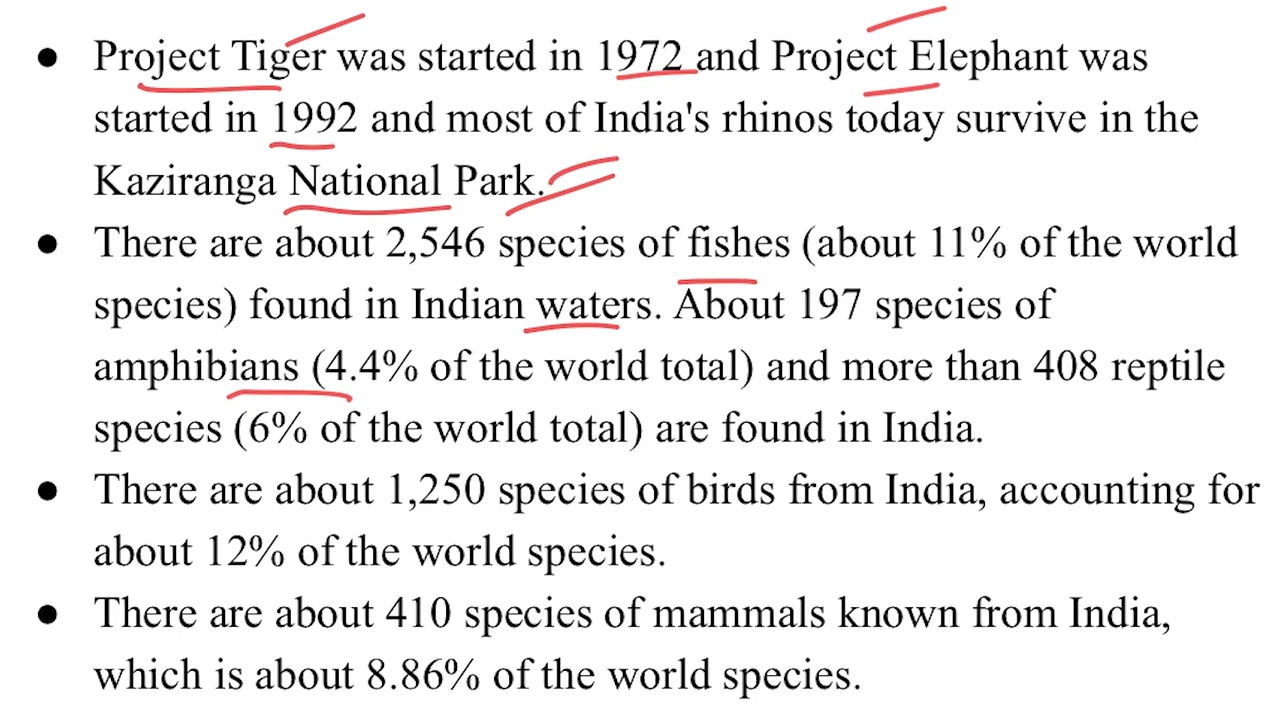 ● Project Tiger was started in 1972 and Project Elephant was
started in 1992 and most of India's rhinos today survive in the
Kaziranga National Park.
● There are about 2,546 species of fishes (about 11% of the world
species) found in Indian waters. About 197 species of
amphibians (4.4% of the world total) and more than 408 reptile
species (6% of the world total) are found in India.
● There are about 1,250 species of birds from India, accounting for
about 12% of the world species.
● There are about 410 species of mammals known from India,
which is about 8.86% of the world species.